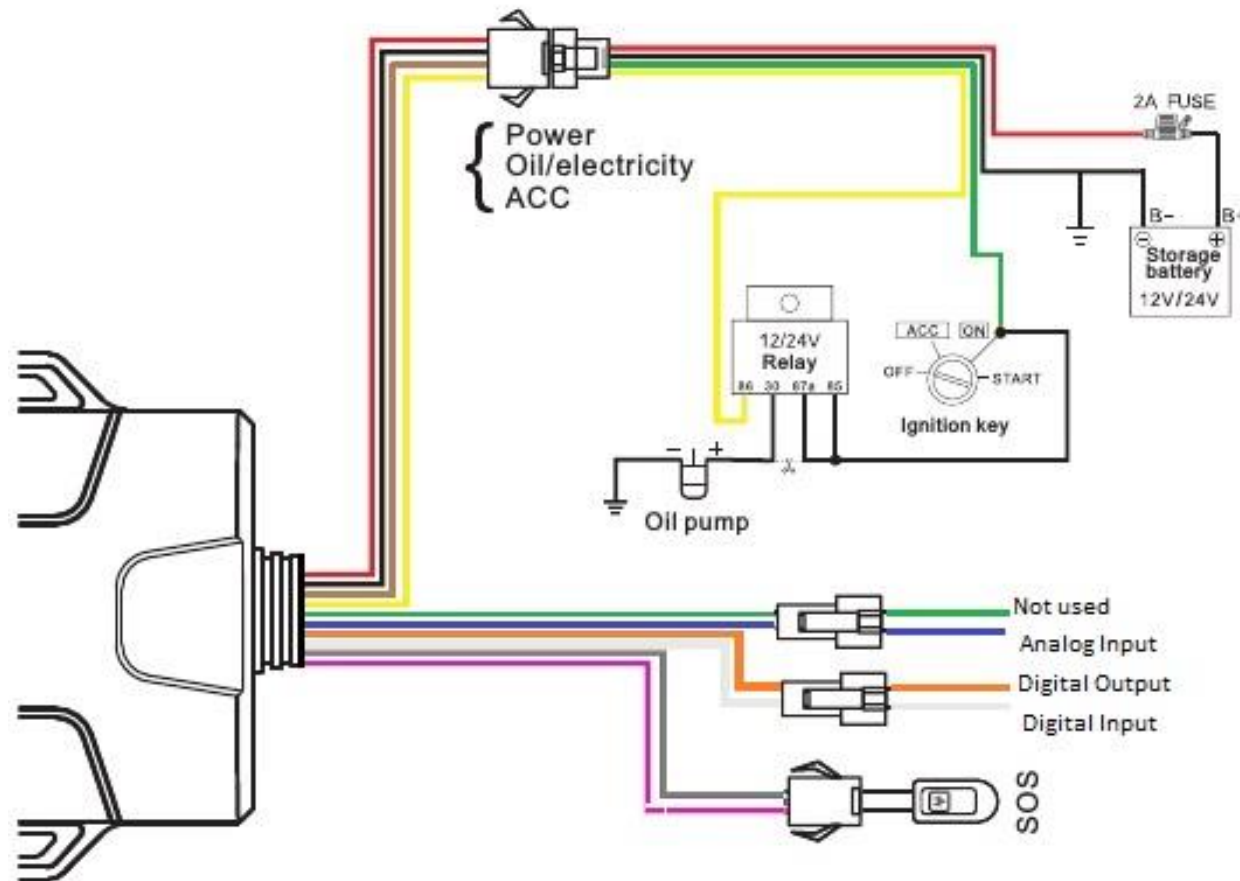 2A FUSE
Power
Oil/electricity
ACC
B-
B+
Storage
battery
12V/24V
12/24V
Relay
86 30 87a 85
ACC ON
OFF
START
Ignition key
- +
Oil pump
Not used
Analog Input
Digital Output
Digital Input
SOS